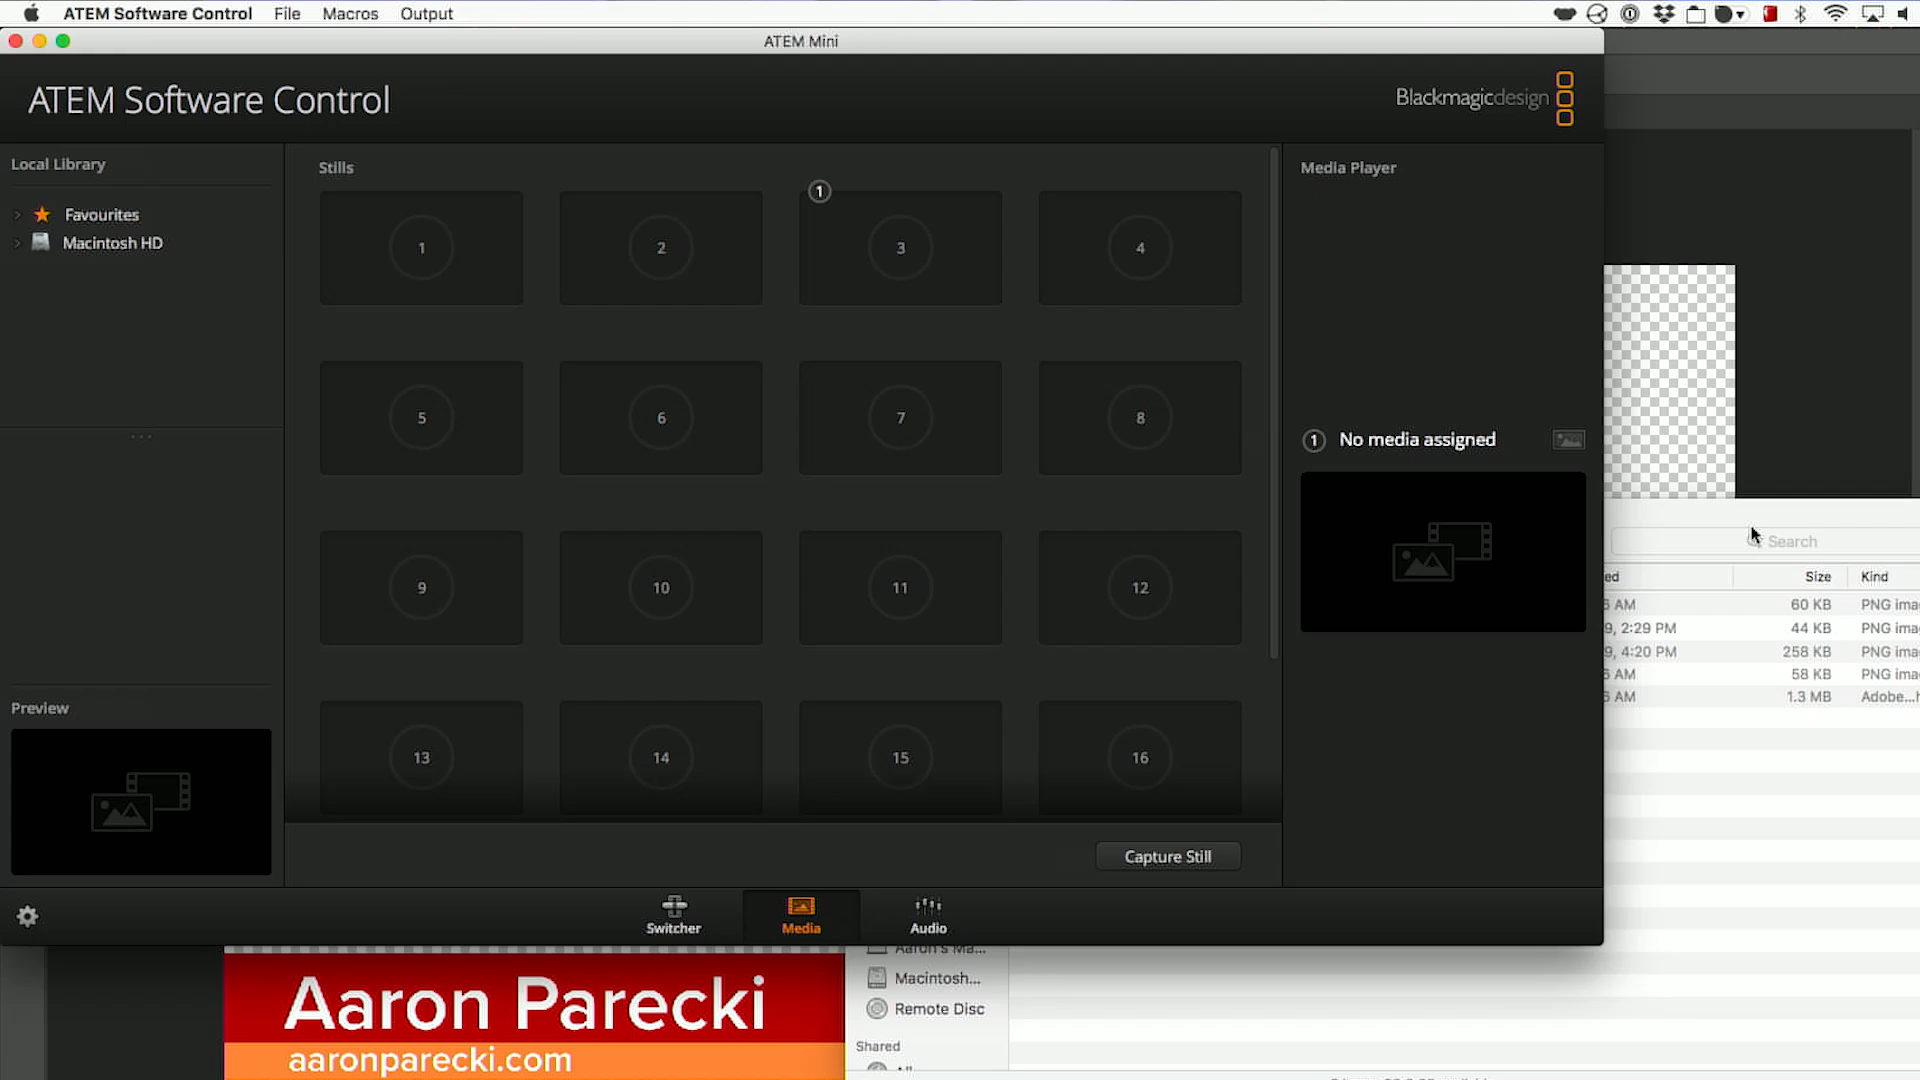 ATEM Software Control File Macros Output
ATEM Mini
ATEM Software Control
Blackmagicdesign
Local Library
Favourites
Macintosh HD
Stills
1
1 2 3 4
5 6 7 8
9 10 11 12
13 14 15 16
Capture Still
Media Player
1 No media assigned
Preview
Switcher Media Audio
Search
Size Kind
AM 60 KB PNG ima
9, 2:29 PM 44 KB PNG ima
9, 4:20 PM 258 KB PNG ima
AM 58 KB PNG ima
AM 1.3 MB Adobe...h
Aaron Parecki
aaronparecki.com
Aaron's Ma...
Macintosh...
Remote Disc
Shared